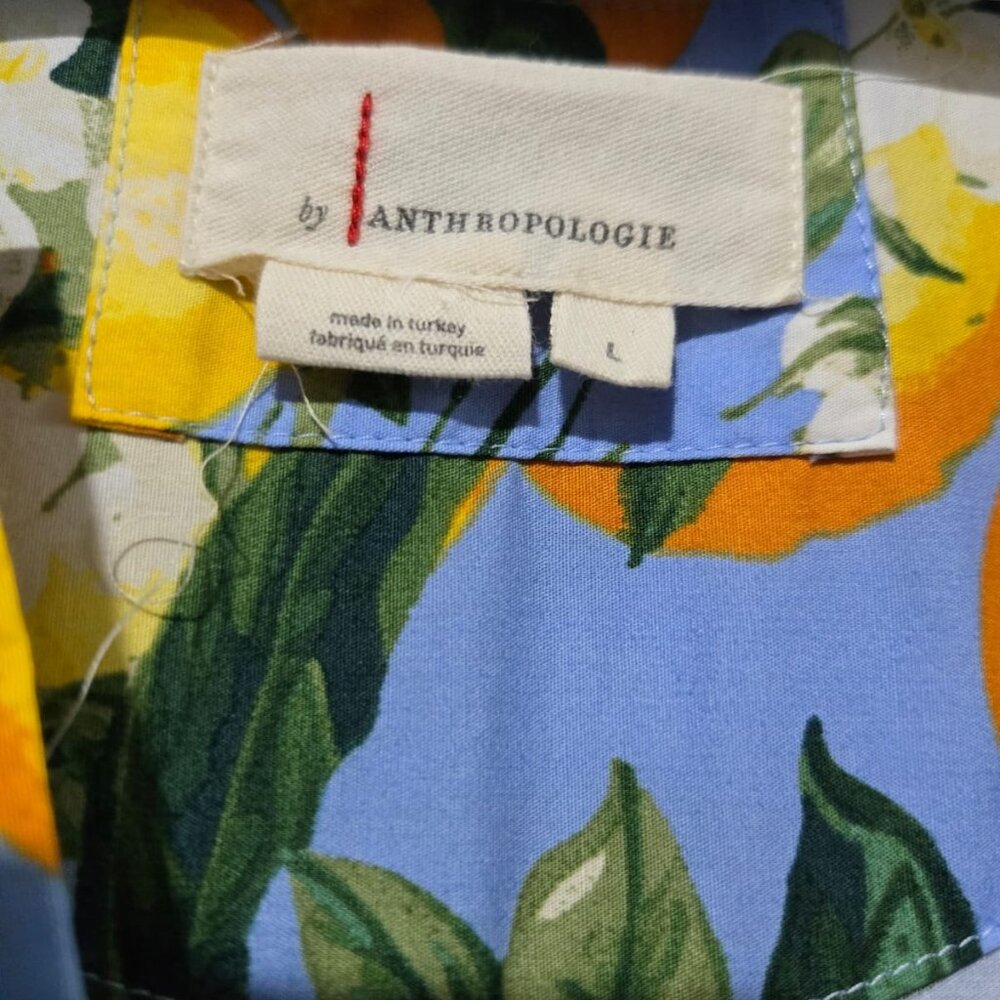 by ANTHROPOLOGIE
made in turkey
fabriqué en turquie
L